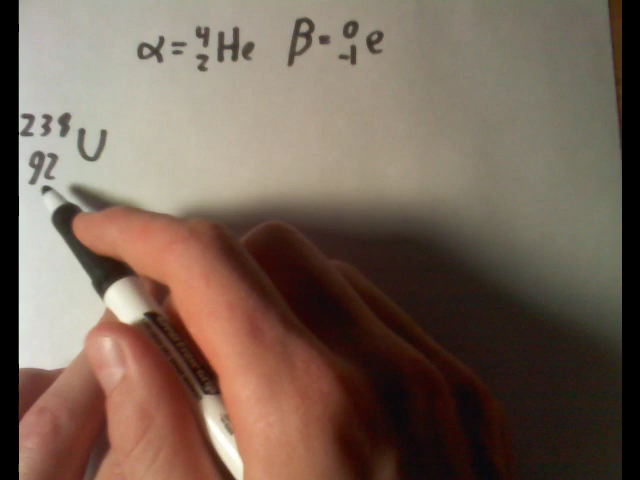 α = ⁴₂He β = ⁰₋₁e
²³⁸₉₂U